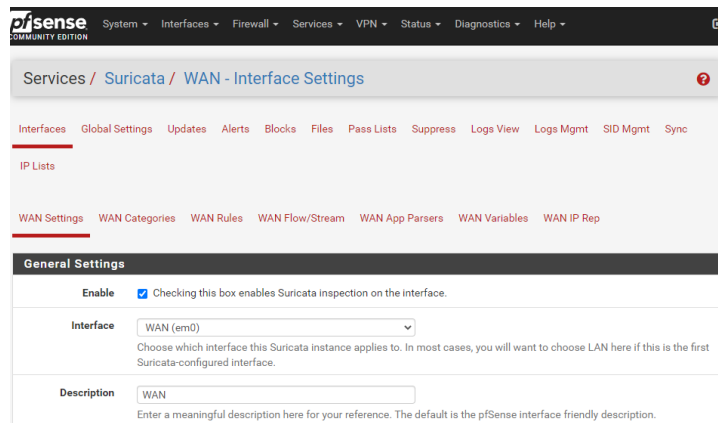 pfsense System Interfaces Firewall Services VPN Status Diagnostics Help
COMMUNITY EDITION
Services / Suricata / WAN - Interface Settings
Interfaces Global Settings Updates Alerts Blocks Files Pass Lists Suppress Logs View Logs Mgmt SID Mgmt Sync
IP Lists
WAN Settings WAN Categories WAN Rules WAN Flow/Stream WAN App Parsers WAN Variables WAN IP Rep
General Settings
Enable Checking this box enables Suricata inspection on the interface.
Interface WAN (em0)
Choose which interface this Suricata instance applies to. In most cases, you will want to choose LAN here if this is the first
Suricata-configured interface.
Description WAN
Enter a meaningful description here for your reference. The default is the pfSense interface friendly description.